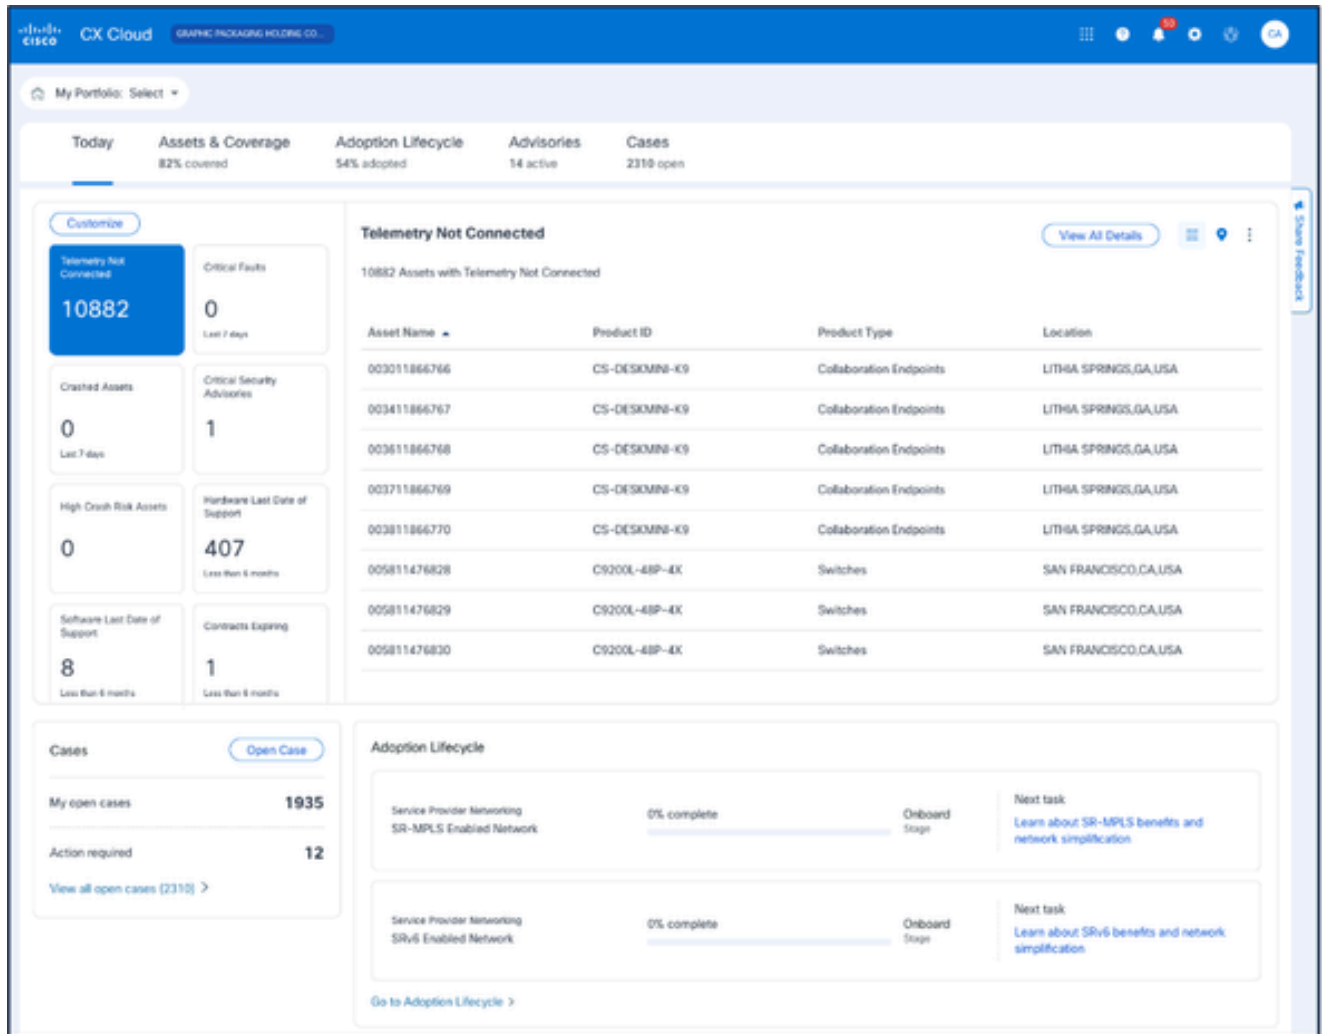 CISCO
CX Cloud
GRAPHIC PACKAGING HOLDING CO...
50
CA
My Portfolio: Select
Today
Assets & Coverage
82% covered
Adoption Lifecycle
54% adopted
Advisories
14 active
Cases
2310 open
Share Feedback
Customize
Telemetry Not
Connected
10882
Critical Faults
0
Last 7 days
Crashed Assets
0
Last 7 days
Critical Security
Advisories
1
High Crash Risk Assets
0
Hardware Last Date of
Support
407
Less than 6 months
Software Last Date of
Support
8
Less than 6 months
Contracts Expiring
1
Less than 6 months
Telemetry Not Connected
View All Details
10882 Assets with Telemetry Not Connected
Asset Name Product ID Product Type Location
003011866766 CS-DESKMINI-K9 Collaboration Endpoints LITHIA SPRINGS,GA,USA
003411866767 CS-DESKMINI-K9 Collaboration Endpoints LITHIA SPRINGS,GA,USA
003611866768 CS-DESKMINI-K9 Collaboration Endpoints LITHIA SPRINGS,GA,USA
003711866769 CS-DESKMINI-K9 Collaboration Endpoints LITHIA SPRINGS,GA,USA
003811866770 CS-DESKMINI-K9 Collaboration Endpoints LITHIA SPRINGS,GA,USA
005811476828 C9200L-48P-4X Switches SAN FRANCISCO,CA,USA
005811476829 C9200L-48P-4X Switches SAN FRANCISCO,CA,USA
005811476830 C9200L-48P-4X Switches SAN FRANCISCO,CA,USA
Cases
Open Case
My open cases 1935
Action required 12
View all open cases (2310) >
Adoption Lifecycle
Service Provider Networking
SR-MPLS Enabled Network
0% complete
Onboard
Stage
Next task
Learn about SR-MPLS benefits and
network simplification
Service Provider Networking
SRv6 Enabled Network
0% complete
Onboard
Stage
Next task
Learn about SRv6 benefits and network
simplification
Go to Adoption Lifecycle >